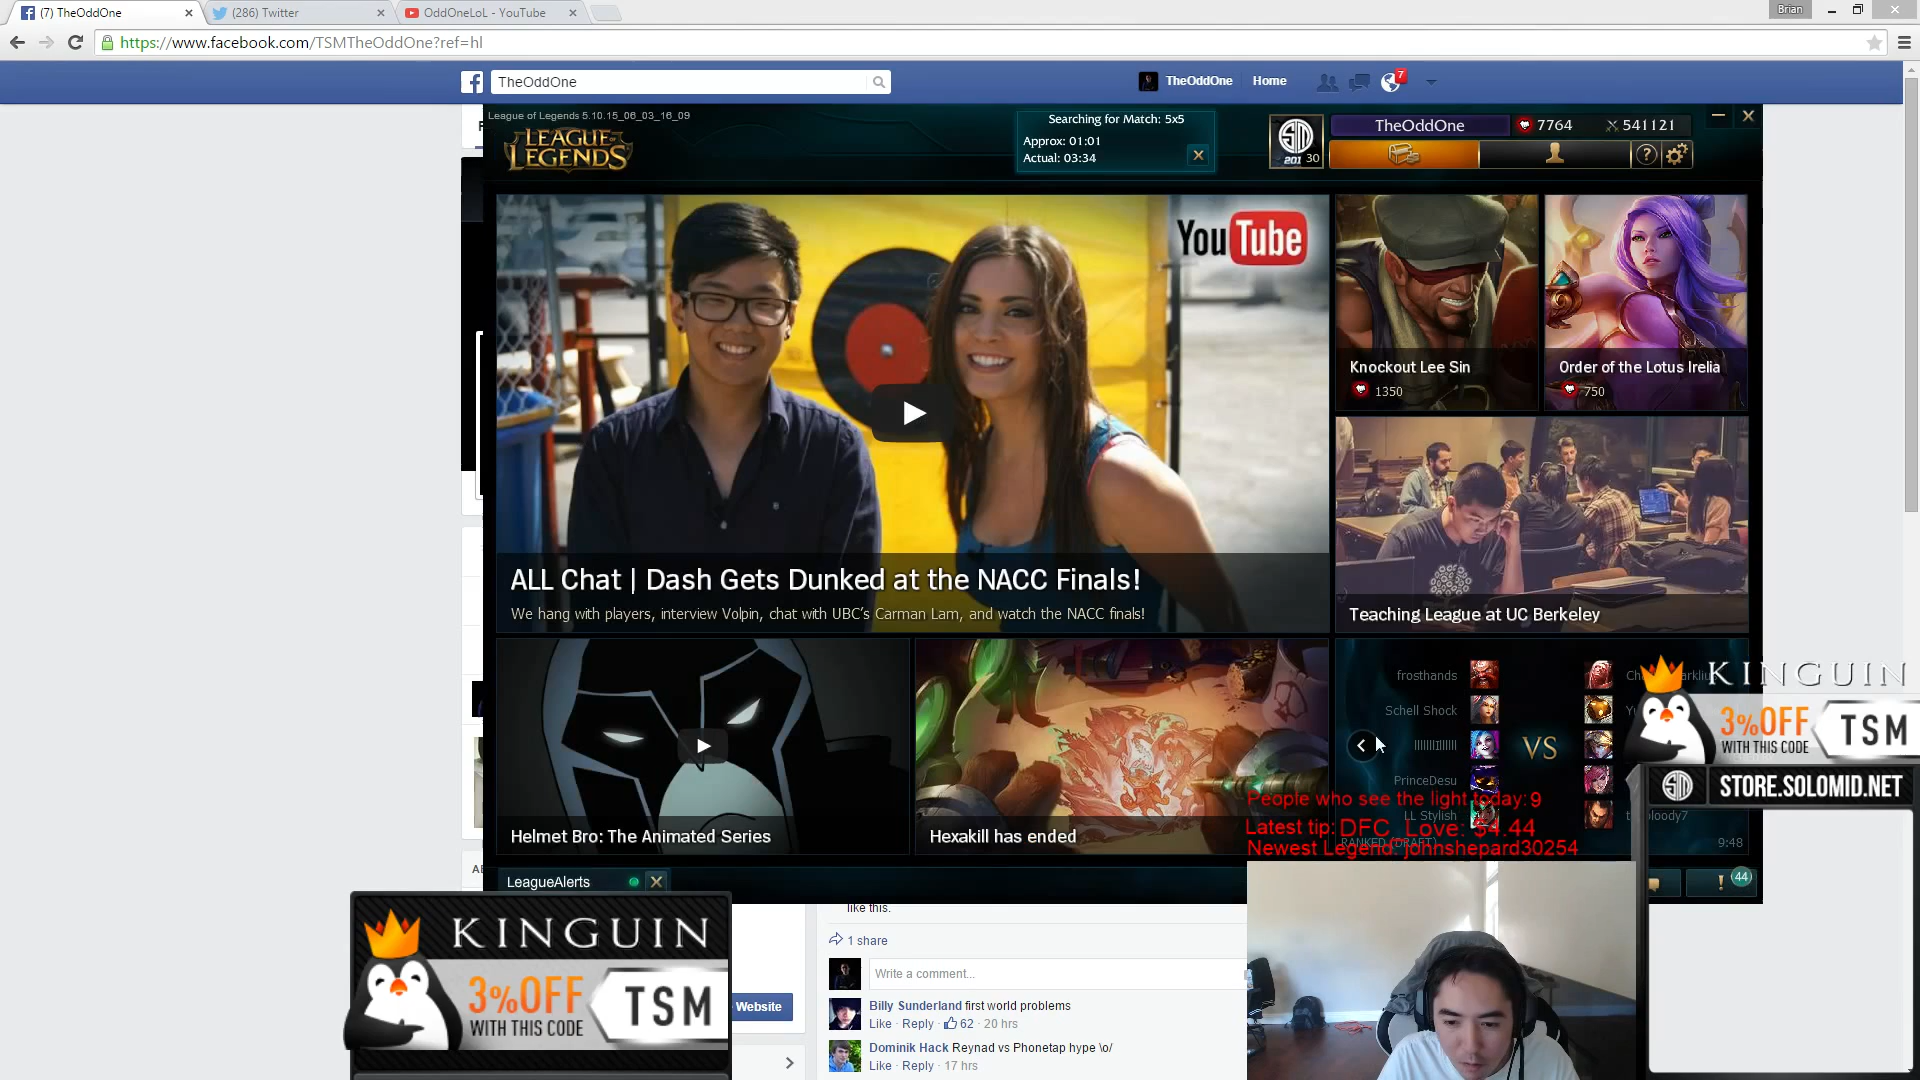 (7) TheOddOne
(286) Twitter
OddOneLoL - YouTube
Brian
https://www.facebook.com/TSMTheOddOne?ref=hl
TheOddOne
TheOddOne
Home
7
League of Legends 5.10.15_06_03_16_09
LEAGUE OF LEGENDS
Searching for Match: 5x5
Approx: 01:01
Actual: 03:34
201 30
TheOddOne
7764
541121
?
YouTube
ALL Chat | Dash Gets Dunked at the NACC Finals!
We hang with players, interview Volpin, chat with UBC's Carman Lam, and watch the NACC finals!
Knockout Lee Sin
1350
Order of the Lotus Irelia
750
Teaching League at UC Berkeley
Helmet Bro: The Animated Series
Hexakill has ended
frosthands
Schell Shock
PrinceDesu
LL Stylish
VS
RANKED (DRAFT)
9:48
People who see the light today: 9
Latest tip: DFC_Love: $4.44
Newest Legend: johnshepard30254
KINGUIN
3%OFF
WITH THIS CODE
TSM
STORE.SOLOMID.NET
LeagueAlerts
44
KINGUIN
3%OFF
WITH THIS CODE
TSM
Website
like this.
1 share
Write a comment...
Billy Sunderland first world problems
Like · Reply · 62 · 20 hrs
Dominik Hack Reynad vs Phonetap hype \o/
Like · Reply · 17 hrs